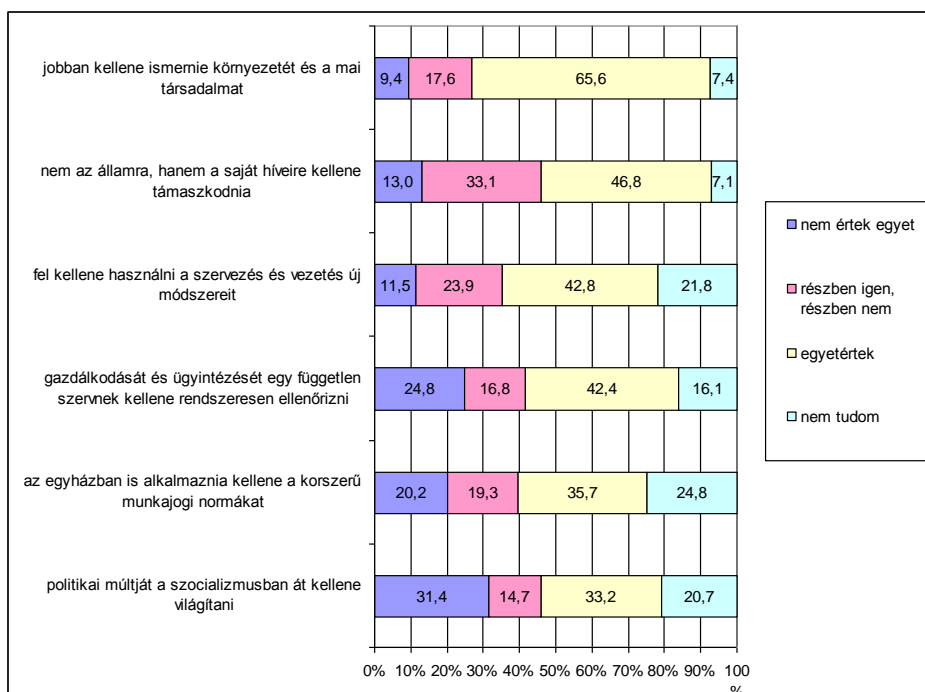 jobban kellene ismernie környezetét és a mai
társadalmat
9,4 17,6 65,6 7,4
nem az államra, hanem a saját híveire kellene
támaszkodnia
13,0 33,1 46,8 7,1
fel kellene használni a szervezés és vezetés új
módszereit
11,5 23,9 42,8 21,8
gazdálkodását és ügyintézését egy független
szervnek kellene rendszeresen ellenőrizni
24,8 16,8 42,4 16,1
az egyházban is alkalmaznia kellene a korszerű
munkajogi normákat
20,2 19,3 35,7 24,8
politikai múltját a szocializmusban át kellene
világítani
31,4 14,7 33,2 20,7
0% 10% 20% 30% 40% 50% 60% 70% 80% 90% 100
%
nem értek egyet
részben igen,
részben nem
egyetértek
nem tudom